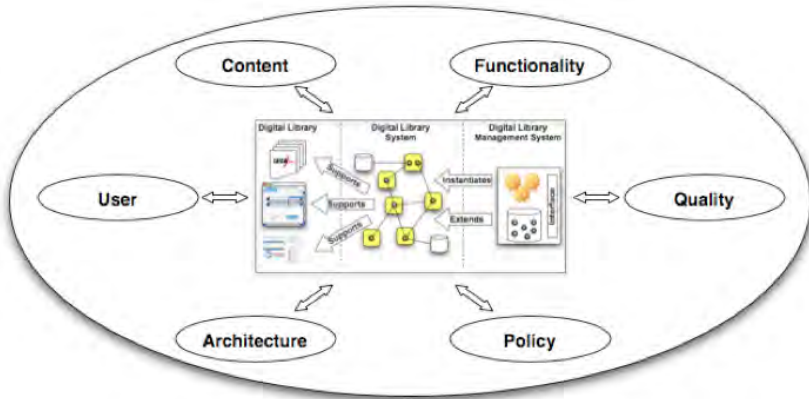 Content
Functionality
Digital Library
Digital Library
System
Digital Library
Management System
Supports
Instantiates
User
Supports
Quality
Interface
Supports
Extends
Architecture
Policy